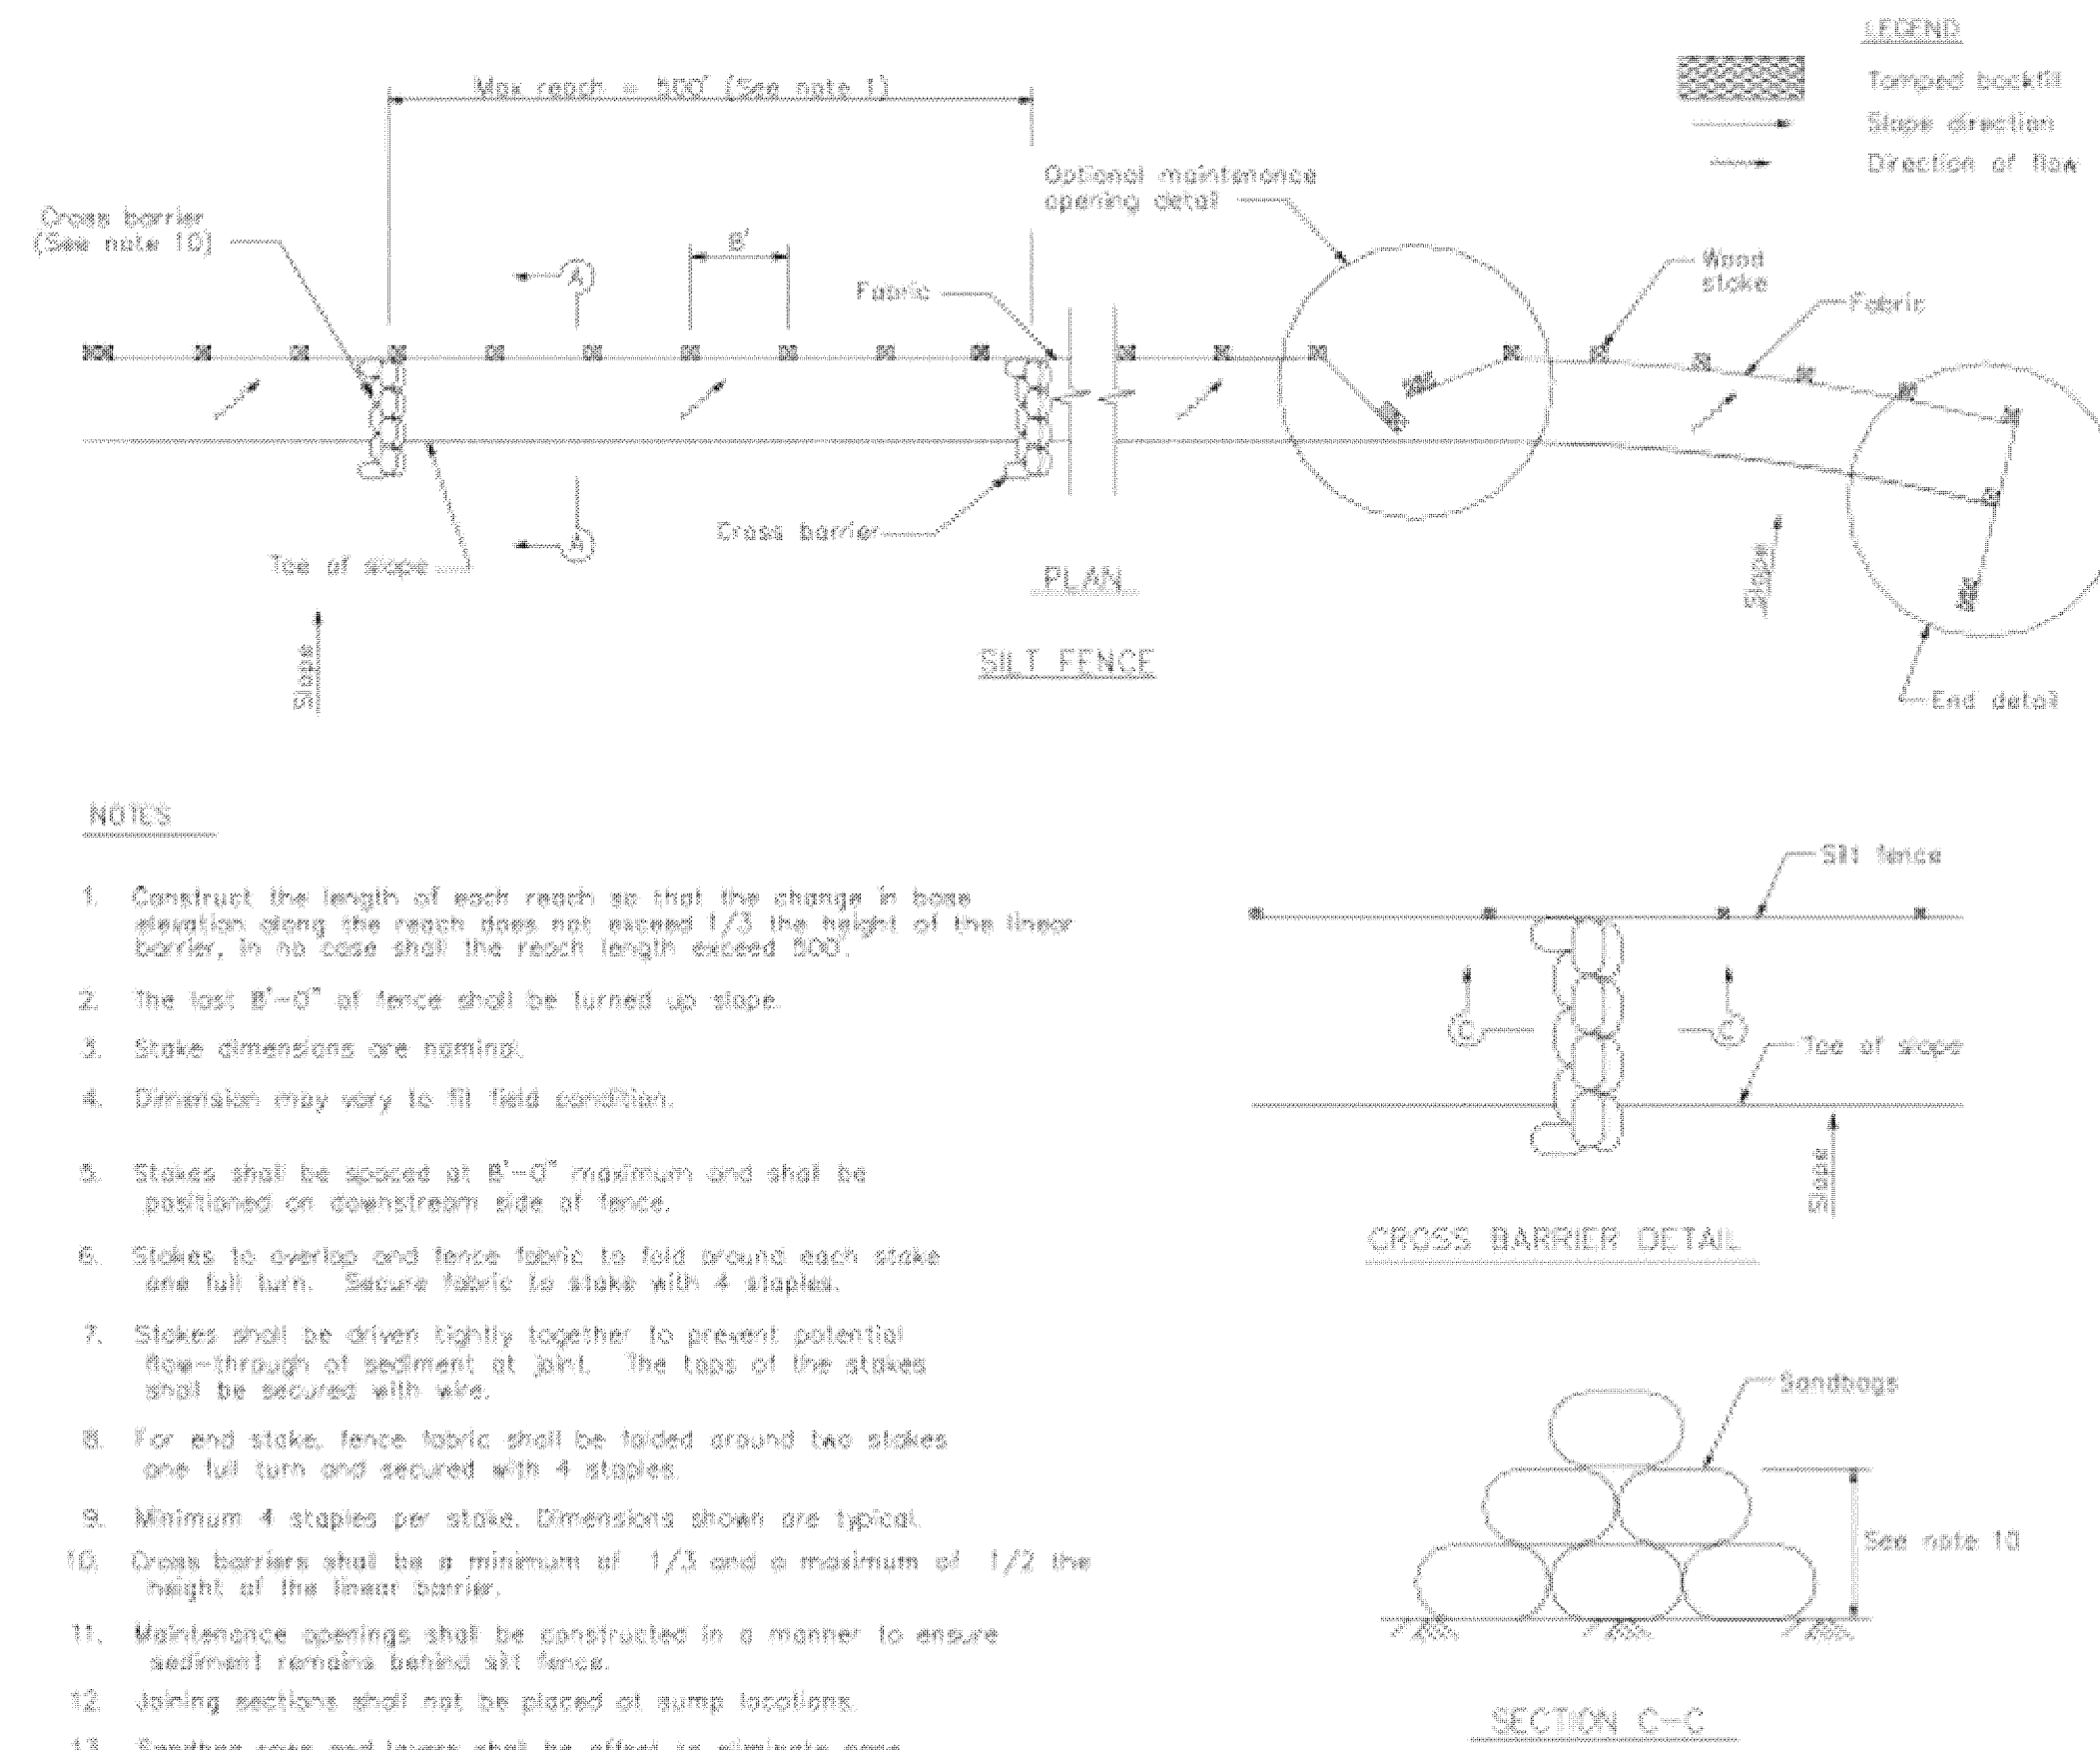 LEGEND
Tamped backfill
Slope direction
Direction of flow
Max reach = 500' (See note 1)
Optional maintenance
opening detail
Cross barrier
(See note 10)
8'
A
Fabric
Wood
stake
Fabric
Cross barrier
A
Toe of slope
PLAN
Slope
Slope
SILT FENCE
End detail
NOTES
1. Construct the length of each reach so that the change in base
elevation along the reach does not exceed 1/3 the height of the linear
barrier, in no case shall the reach length exceed 500'.
2. The last 8'-0" of fence shall be turned up slope.
3. Stake dimensions are nominal.
4. Dimension may vary to fit field condition.
5. Stakes shall be spaced at 8'-0" maximum and shall be
positioned on downstream side of fence.
6. Stakes to overlap and fence fabric to fold around each stake
one full turn. Secure fabric to stake with 4 staples.
7. Stakes shall be driven tightly together to prevent potential
flow-through of sediment at joint. The tops of the stakes
shall be secured with wire.
8. For end stake, fence fabric shall be folded around two stakes
one full turn and secured with 4 staples.
9. Minimum 4 staples per stake. Dimensions shown are typical.
10. Cross barriers shall be a minimum of 1/3 and a maximum of 1/2 the
height of the linear barrier.
11. Maintenance openings shall be constructed in a manner to ensure
sediment remains behind silt fence.
12. Joining sections shall not be placed at sump locations.
13. Sandbag rows and layers shall be offset to eliminate gaps.
Silt fence
C
C
Toe of slope
Slope
CROSS BARRIER DETAIL
Sandbags
See note 10
SECTION C-C